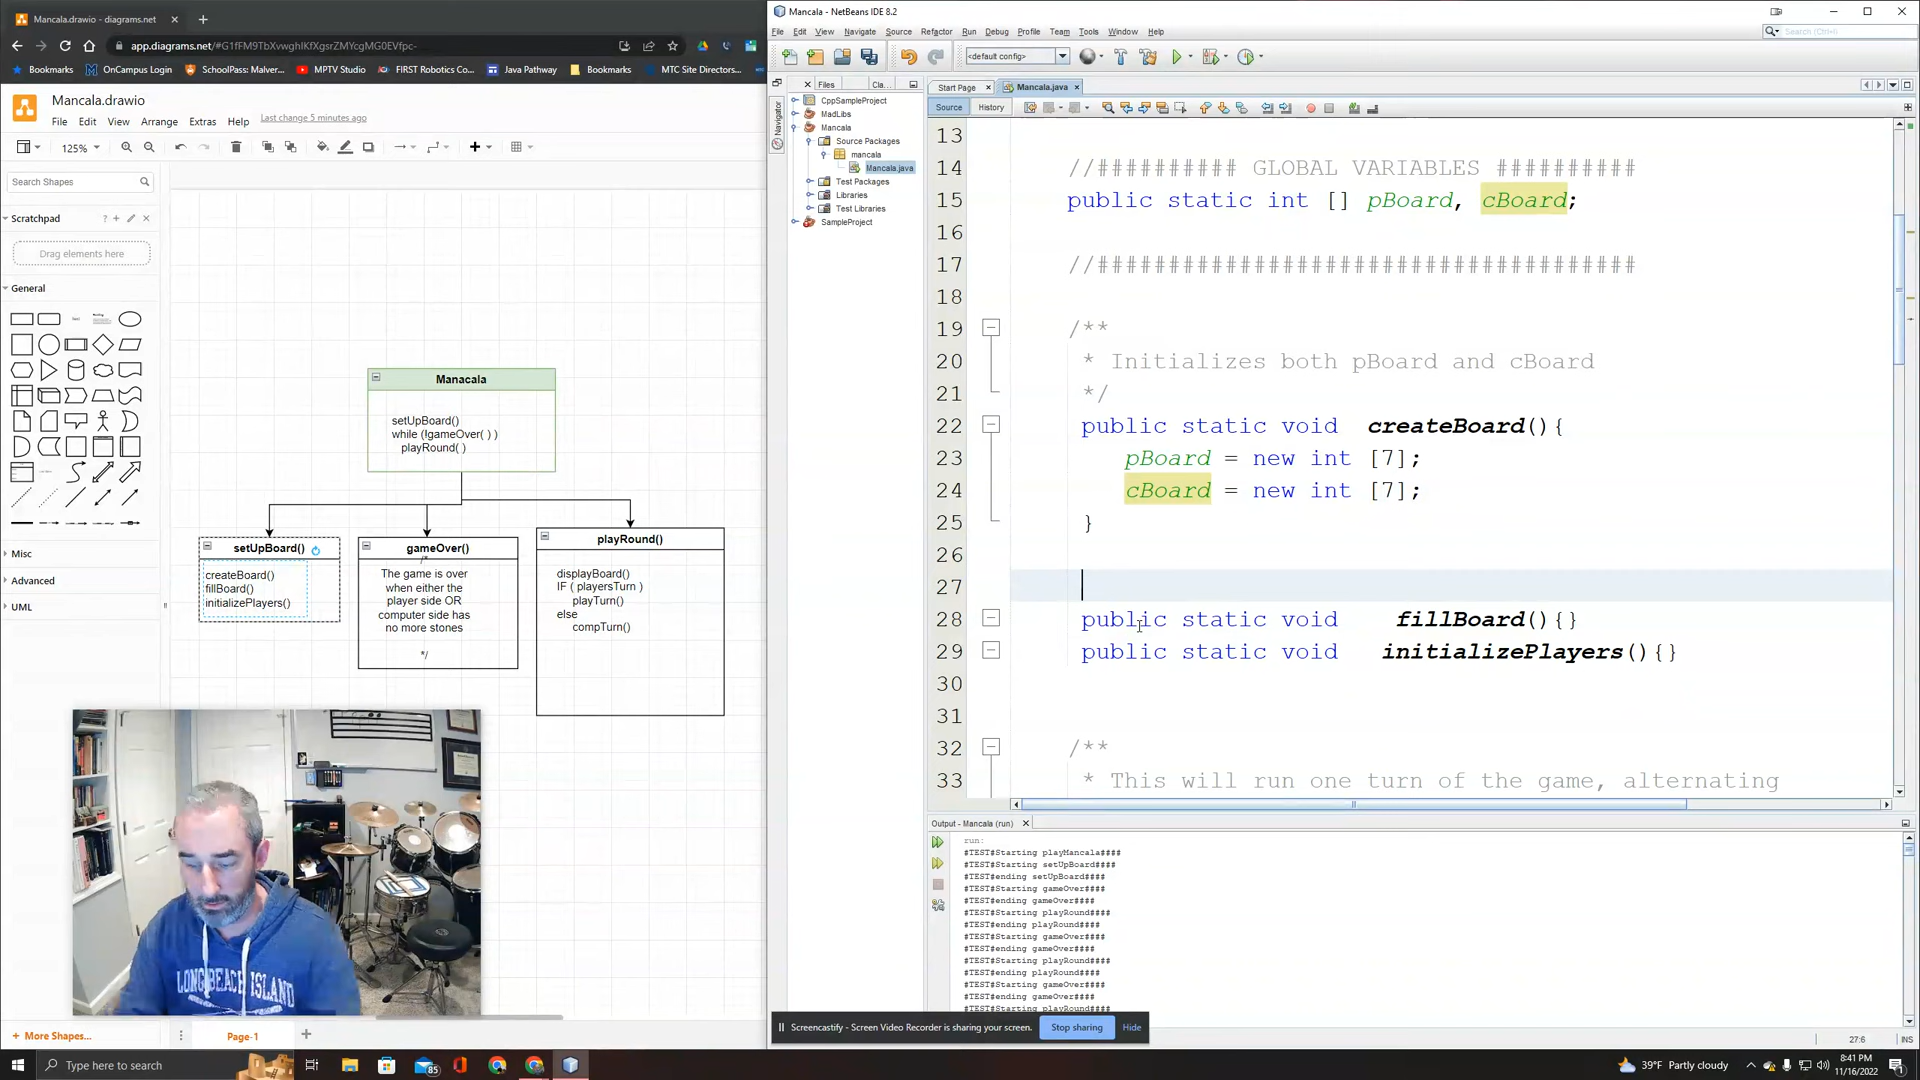 Mancala.drawio - diagrams.net
app.diagrams.net/#G1fFM9TbXvwghIKfXgsrZMYcgMG0EVfpc-
Bookmarks
OnCampus Login
SchoolPass: Malver...
MPTV Studio
FIRST Robotics Co...
Java Pathway
Bookmarks
MTC Site Directors...
Mancala.drawio
File Edit View Arrange Extras Help Last change 5 minutes ago
125%
Search Shapes
Scratchpad
Drag elements here
General
Misc
Advanced
UML
+ More Shapes...
Page-1
Manacala
setUpBoard()
while (!gameOver( ) )
playRound( )
setUpBoard()
createBoard()
fillBoard()
initializePlayers()
gameOver()
/*
The game is over
when either the
player side OR
computer side has
no more stones
*/
playRound()
displayBoard()
IF ( playersTurn )
playTurn()
else
compTurn()
LONG BEACH ISLAND
Mancala - NetBeans IDE 8.2
File Edit View Navigate Source Refactor Run Debug Profile Team Tools Window Help
Search (Ctrl+I)
<default config>
Files
Cla...
Navigator
CppSampleProject
MadLibs
Mancala
Source Packages
mancala
Mancala.java
Test Packages
Libraries
Test Libraries
SampleProject
Start Page
Mancala.java
Source History
13
14 //########## GLOBAL VARIABLES ##########
15 public static int [] pBoard, cBoard;
16
17 //######################################
18
19 /**
20 * Initializes both pBoard and cBoard
21 */
22 public static void createBoard(){
23 pBoard = new int [7];
24 cBoard = new int [7];
25 }
26
27
28 public static void fillBoard(){}
29 public static void initializePlayers(){}
30
31
32 /**
33 * This will run one turn of the game, alternating
Output - Mancala (run)
run:
#TEST#Starting playMancala####
#TEST#Starting setUpBoard####
#TEST#ending setUpBoard####
#TEST#Starting gameOver####
#TEST#ending gameOver####
#TEST#Starting playRound####
#TEST#ending playRound####
#TEST#Starting gameOver####
#TEST#ending gameOver####
#TEST#Starting playRound####
#TEST#ending playRound####
#TEST#Starting gameOver####
#TEST#ending gameOver####
#TEST#Starting playRound####
Screencastify - Screen Video Recorder is sharing your screen.
Stop sharing
Hide
27:6
INS
Type here to search
85
39°F Partly cloudy
8:41 PM
11/16/2022